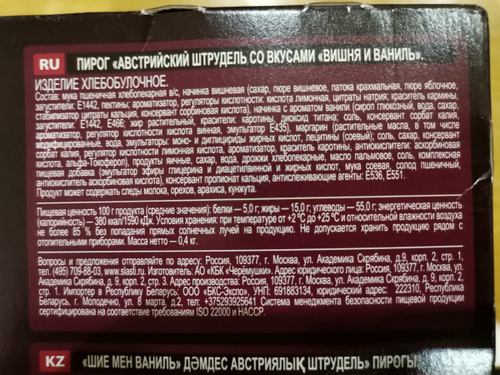 RU ПИРОГ «АВСТРИЙСКИЙ ШТРУДЕЛЬ СО ВКУСАМИ «ВИШНЯ И ВАНИЛЬ».
ИЗДЕЛИЕ ХЛЕБОБУЛОЧНОЕ.
Состав: мука пшеничная хлебопекарная в/с, начинка вишневая (сахар, пюре вишневое, патока крахмальная, пюре яблочное,
загустители: Е1442, пектины; ароматизатор, регуляторы кислотности: кислота лимонная, цитраты натрия; краситель кармины,
стабилизатор цитраты кальция, консервант сорбиновая кислота), начинка с ароматом ванили (сироп глюкозный, вода, сахар,
загустители: Е1422, Е466; жир растительный, красители: каротины, диоксид титана; соль, консервант сорбат калия,
ароматизатор, регулятор кислотности кислота винная, эмульгатор Е435), маргарин (растительные масла, в том числе
модифицированные, вода, эмульгаторы: моно- и диглицериды жирных кислот, лецитины (соевый); соль, сахар, консервант
сорбат калия, регулятор кислотности лимонная кислота, ароматизатор, краситель каротины, антиокислители: аскорбиновая
кислота, альфа-токоферол), продукты яичные, сахар, вода, дрожжи хлебопекарные, масло пальмовое, соль, комплексная
пищевая добавка (эмульгатор эфиры глицерина и диацетилвинной и жирных кислот, мука соевая, солод пшеничный,
антиокислитель аскорбиновая кислота), консервант пропионат кальция, антислеживающие агенты: Е536, Е551.
Продукт может содержать следы молока, орехов, арахиса, кунжута.
Пищевая ценность 100 г продукта (средние значения): белки – 5,0 г; жиры – 15,0 г; углеводы – 55,0 г; энергетическая ценность
(калорийность) – 380 ккал/1590 кДж. Условия хранения: при температуре от +2°С до +25°С и относительной влажности воздуха
не более 85 % без попадания прямых солнечных лучей на продукцию. Не допускается хранить продукцию рядом с
отопительными приборами. Масса нетто – 0,4 кг.
Вопросы и предложения отправляйте по адресу: Россия, 109377, г. Москва, ул. Академика Скрябина, д. 9, корп. 2, стр. 1,
тел. (495) 709-88-03, www.slasti.ru. Изготовитель: АО «КБК «Черёмушки». Адрес юридического лица: Россия, 109377, г. Москва, ул.
Академика Скрябина, д. 9, корп. 2, стр. 3. Адрес производства: Россия, 109377, г. Москва, ул. Академика Скрябина, д. 9, корп. 2,
стр. 1. Импортер в Республику Беларусь: ООО «БКС-Экспо», УНП: 691883134, юридический адрес: 222310, Республика
Беларусь, г. Молодечно, ул. 8 марта, д.2, тел: +375293925641 Система менеджмента безопасности пищевой продукции
сертифицирована на соответствие требованиям ISO 22000 и HACCP.
KZ «ШИЕ МЕН ВАНИЛЬ» ДӘМДЕС АВСТРИЯЛЫҚ ШТРУДЕЛЬ» ПИРОГЫ